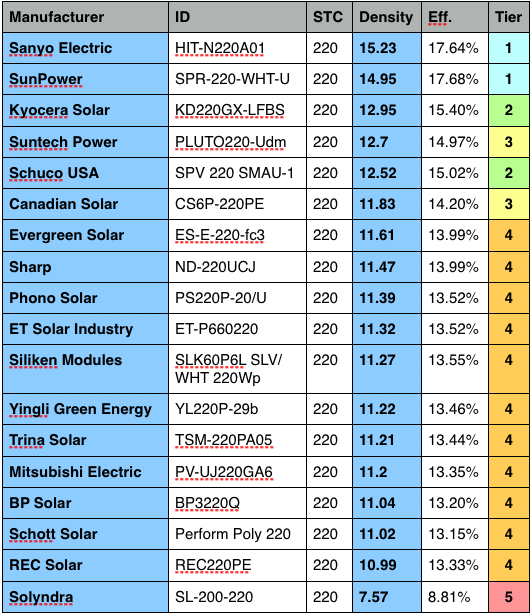 Manufacturer ID STC Density Eff. Tier
Sanyo Electric HIT-N220A01 220 15.23 17.64% 1
SunPower SPR-220-WHT-U 220 14.95 17.68% 1
Kyocera Solar KD220GX-LFBS 220 12.95 15.40% 2
Suntech Power PLUTO220-Udm 220 12.7 14.97% 3
Schuco USA SPV 220 SMAU-1 220 12.52 15.02% 2
Canadian Solar CS6P-220PE 220 11.83 14.20% 3
Evergreen Solar ES-E-220-fc3 220 11.61 13.99% 4
Sharp ND-220UCJ 220 11.47 13.99% 4
Phono Solar PS220P-20/U 220 11.39 13.52% 4
ET Solar Industry ET-P660220 220 11.32 13.52% 4
Siliken Modules SLK60P6L SLV/ 220 11.27 13.55% 4
WHT 220Wp
Yingli Green Energy YL220P-29b 220 11.22 13.46% 4
Trina Solar TSM-220PA05 220 11.21 13.44% 4
Mitsubishi Electric PV-UJ220GA6 220 11.2 13.35% 4
BP Solar BP3220Q 220 11.04 13.20% 4
Schott Solar Perform Poly 220 220 11.02 13.15% 4
REC Solar REC220PE 220 10.99 13.33% 4
Solyndra SL-200-220 220 7.57 8.81% 5